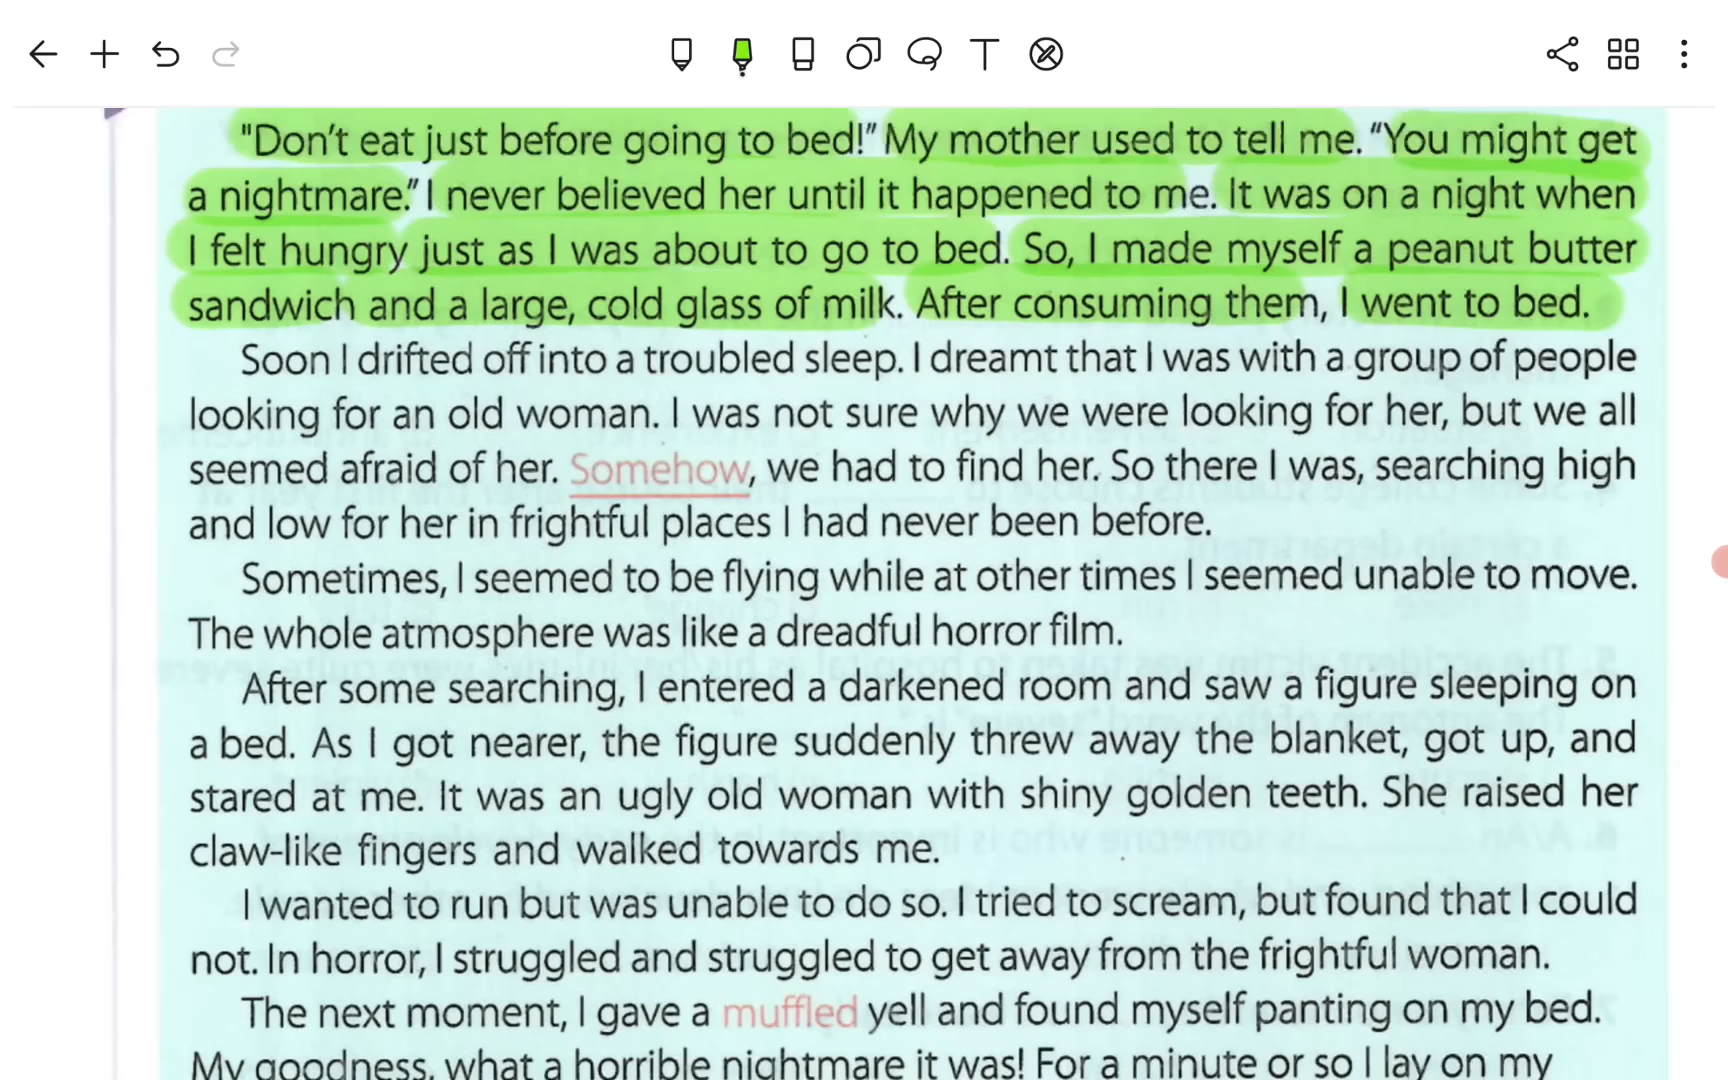 "Don't eat just before going to bed!" My mother used to tell me. "You might get
a nightmare." I never believed her until it happened to me. It was on a night when
I felt hungry just as I was about to go to bed. So, I made myself a peanut butter
sandwich and a large, cold glass of milk. After consuming them, I went to bed.
Soon I drifted off into a troubled sleep. I dreamt that I was with a group of people
looking for an old woman. I was not sure why we were looking for her, but we all
seemed afraid of her. Somehow, we had to find her. So there I was, searching high
and low for her in frightful places I had never been before.
Sometimes, I seemed to be flying while at other times I seemed unable to move.
The whole atmosphere was like a dreadful horror film.
After some searching, I entered a darkened room and saw a figure sleeping on
a bed. As I got nearer, the figure suddenly threw away the blanket, got up, and
stared at me. It was an ugly old woman with shiny golden teeth. She raised her
claw-like fingers and walked towards me.
I wanted to run but was unable to do so. I tried to scream, but found that I could
not. In horror, I struggled and struggled to get away from the frightful woman.
The next moment, I gave a muffled yell and found myself panting on my bed.
My goodness, what a horrible nightmare it was! For a minute or so I lay on my